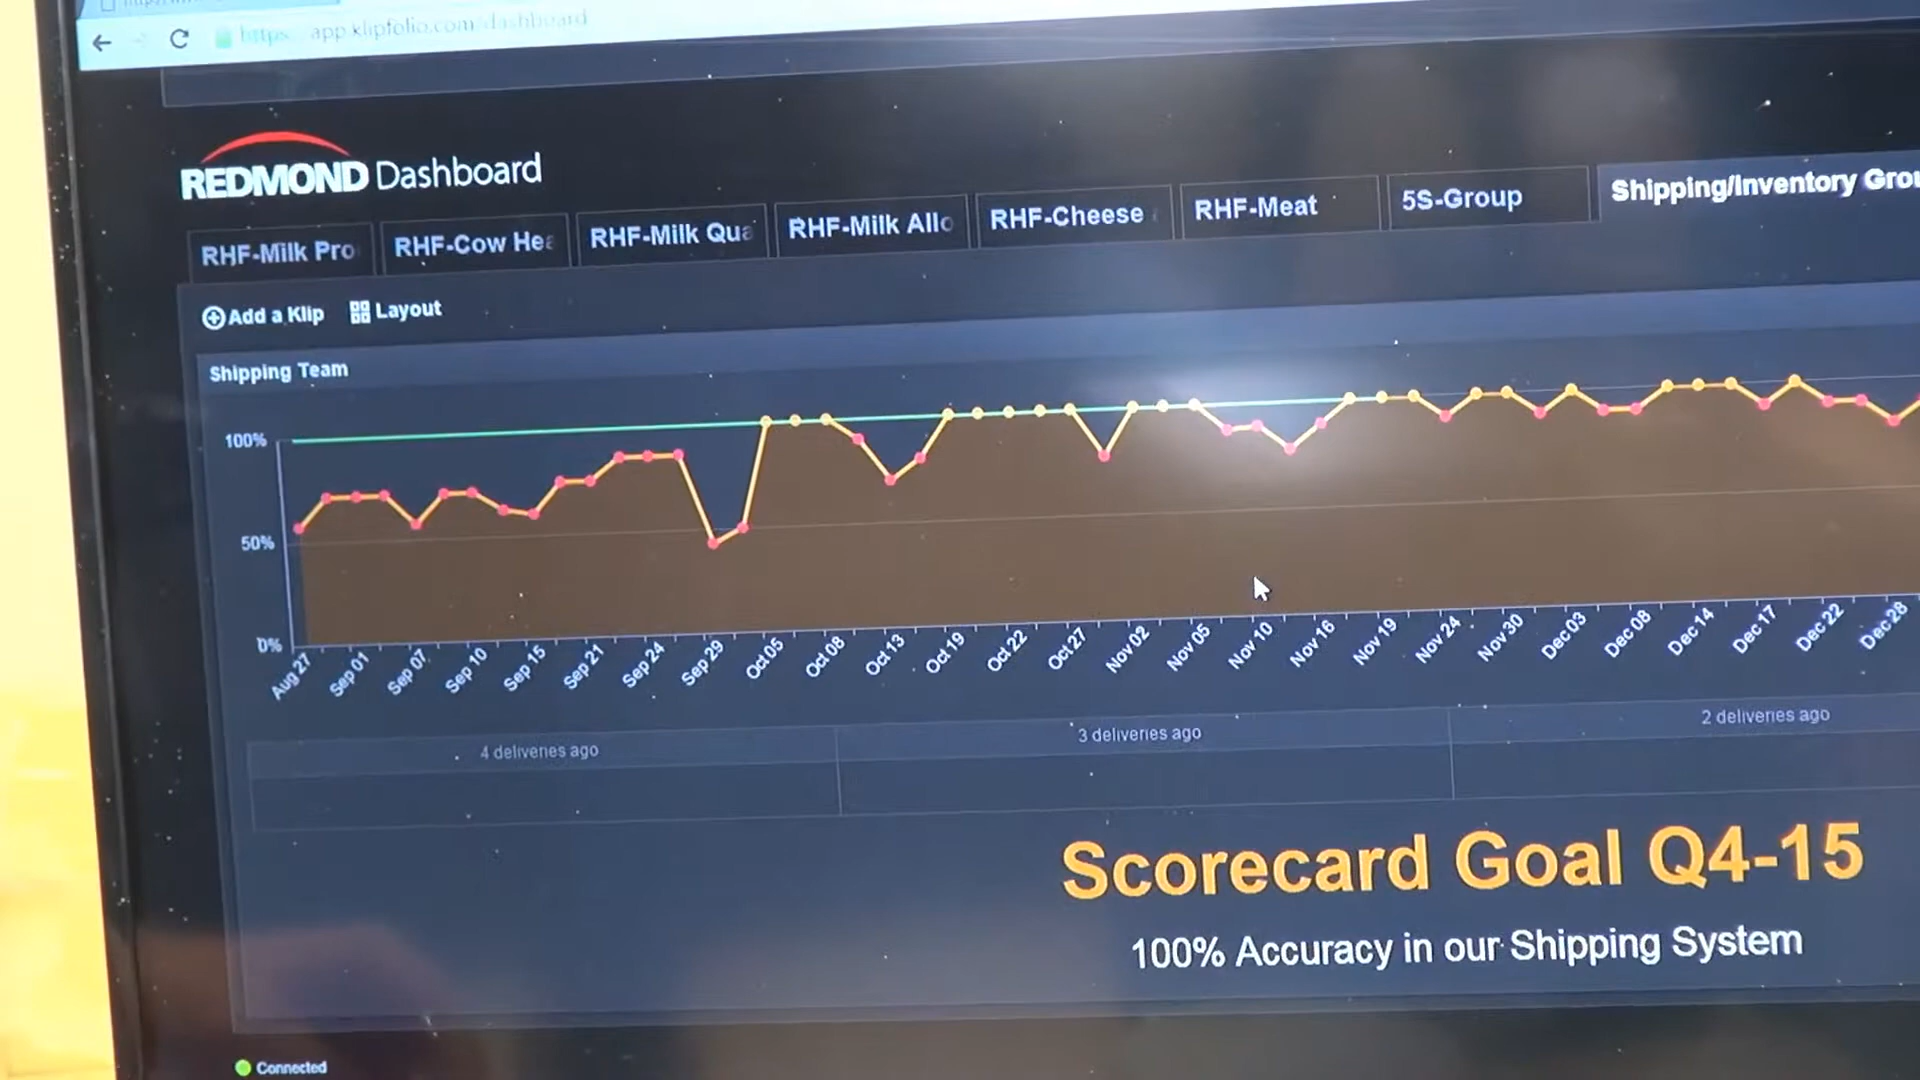 https app.klipfolio.com/dashboard
REDMOND Dashboard
RHF-Milk Pro RHF-Cow Hea RHF-Milk Qua RHF-Milk Allo RHF-Cheese RHF-Meat 5S-Group Shipping/Inventory Grou
Add a Klip Layout
Shipping Team
100%
50%
0%
Aug 27 Sep 01 Sep 07 Sep 10 Sep 15 Sep 21 Sep 24 Sep 29 Oct 05 Oct 08 Oct 13 Oct 19 Oct 22 Oct 27 Nov 02 Nov 05 Nov 10 Nov 16 Nov 19 Nov 24 Nov 30 Dec 03 Dec 08 Dec 14 Dec 17 Dec 22 Dec 28
4 deliveries ago 3 deliveries ago 2 deliveries ago
Scorecard Goal Q4-15
100% Accuracy in our Shipping System
Connected